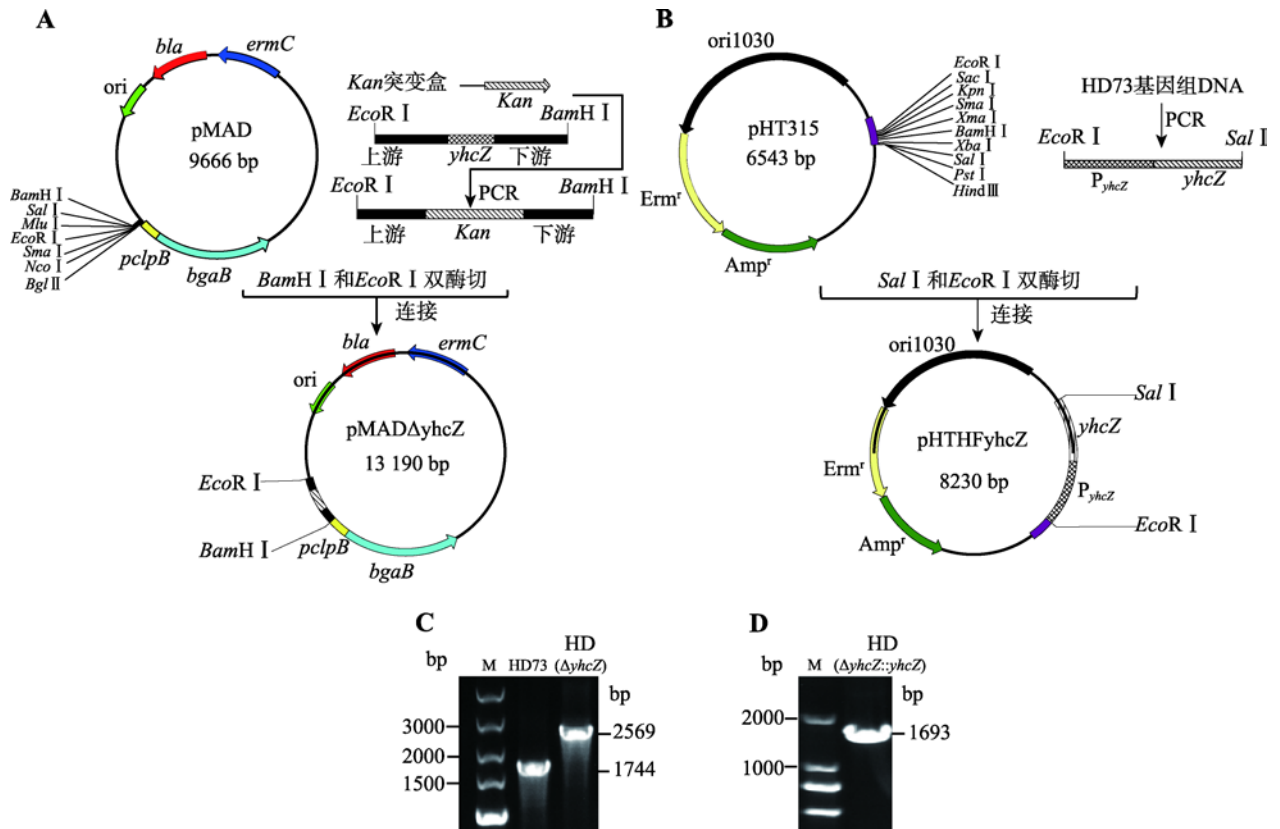 A
bla
ermC
ori
pMAD
9666 bp
BamH Ⅰ
Sal Ⅰ
Mlu Ⅰ
EcoR Ⅰ
Sma Ⅰ
Nco Ⅰ
Bgl Ⅱ
pclpB
bgaB
Kan突变盒
Kan
EcoR Ⅰ
BamH Ⅰ
上游
yhcZ
下游
EcoR Ⅰ
PCR
BamH Ⅰ
上游
Kan
下游
BamH Ⅰ 和EcoR Ⅰ 双酶切
连接
bla
ermC
ori
pMADΔyhcZ
13 190 bp
EcoR Ⅰ
BamH Ⅰ
pclpB
bgaB
B
ori1030
pHT315
6543 bp
Ermʳ
Ampʳ
EcoR Ⅰ
Sac Ⅰ
Kpn Ⅰ
Sma Ⅰ
Xma Ⅰ
BamH Ⅰ
Xba Ⅰ
Sal Ⅰ
Pst Ⅰ
Hind Ⅲ
HD73基因组DNA
PCR
EcoR Ⅰ
Sal Ⅰ
PyhcZ
yhcZ
Sal Ⅰ 和EcoR Ⅰ 双酶切
连接
ori1030
Sal Ⅰ
yhcZ
pHTHFyhcZ
8230 bp
Ermʳ
PyhcZ
EcoR Ⅰ
Ampʳ
C
bp
M
HD73
HD
(ΔyhcZ)
bp
3000
2000
1500
2569
1744
D
bp
M
HD
(ΔyhcZ::yhcZ)
bp
2000
1000
1693